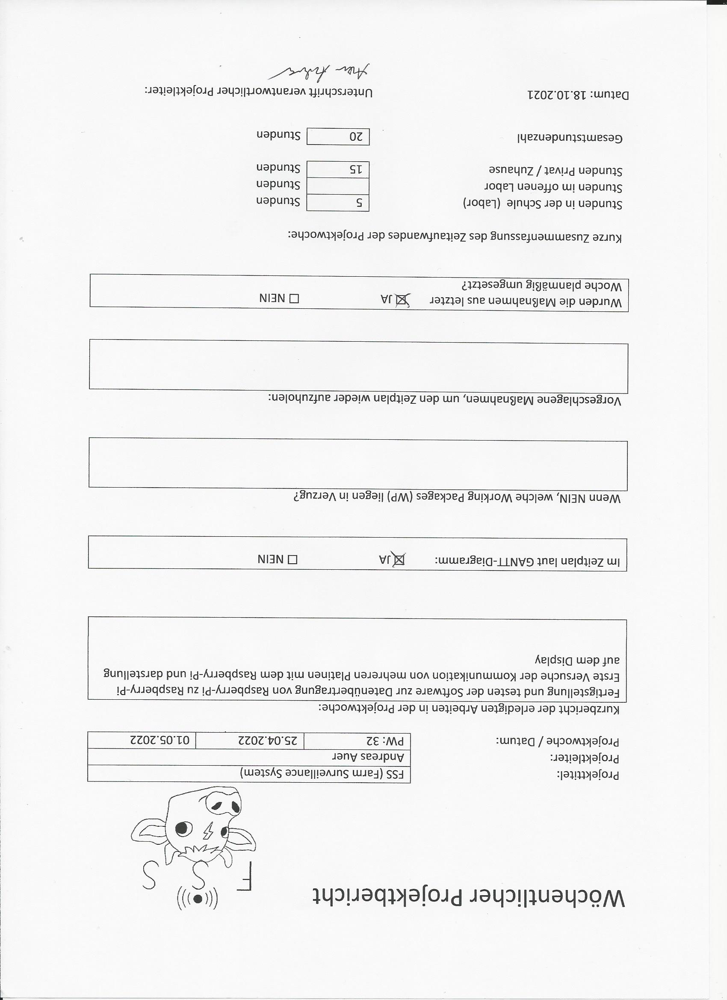 Wöchentlicher Projektbericht
F S S
Projekttitel: FSS (Farm Surveillance System)
Projektleiter: Andreas Auer
Projektwoche / Datum: PW: 32 25.04.2022 01.05.2022
Kurzbericht der erledigten Arbeiten in der Projektwoche:
Fertigstellung und testen der Software zur Datenübertragung von Raspberry-Pi zu Raspberry-Pi
Erste Versuche der Kommunikation von mehreren Platinen mit dem Raspberry-Pi und darstellung
auf dem Display
Im Zeitplan laut GANTT-Diagramm: ☒ JA ☐ NEIN
Wenn NEIN, welche Working Packages (WP) liegen in Verzug?
Vorgeschlagene Maßnahmen, um den Zeitplan wieder aufzuholen:
Wurden die Maßnahmen aus letzter ☒ JA ☐ NEIN
Woche planmäßig umgesetzt?
Kurze Zusammenfassung des Zeitaufwandes der Projektwoche:
Stunden in der Schule (Labor) 5 Stunden
Stunden im offenen Labor Stunden
Stunden Privat / Zuhause 15 Stunden
Gesamtstundenzahl 20 Stunden
Datum: 18.10.2021 Unterschrift verantwortlicher Projektleiter: